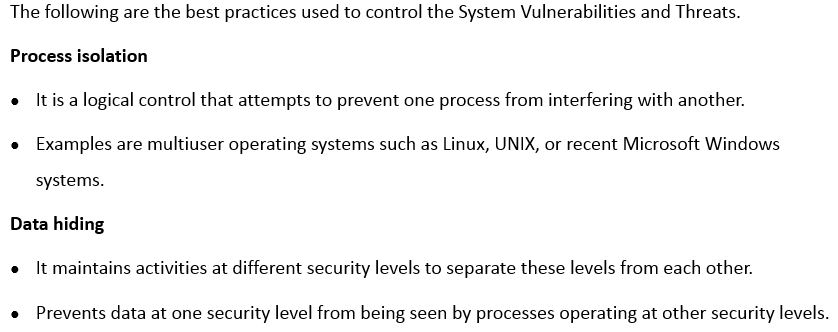 The following are the best practices used to control the System Vulnerabilities and Threats.
Process isolation
• It is a logical control that attempts to prevent one process from interfering with another.
• Examples are multiuser operating systems such as Linux, UNIX, or recent Microsoft Windows
systems.
Data hiding
• It maintains activities at different security levels to separate these levels from each other.
• Prevents data at one security level from being seen by processes operating at other security levels.